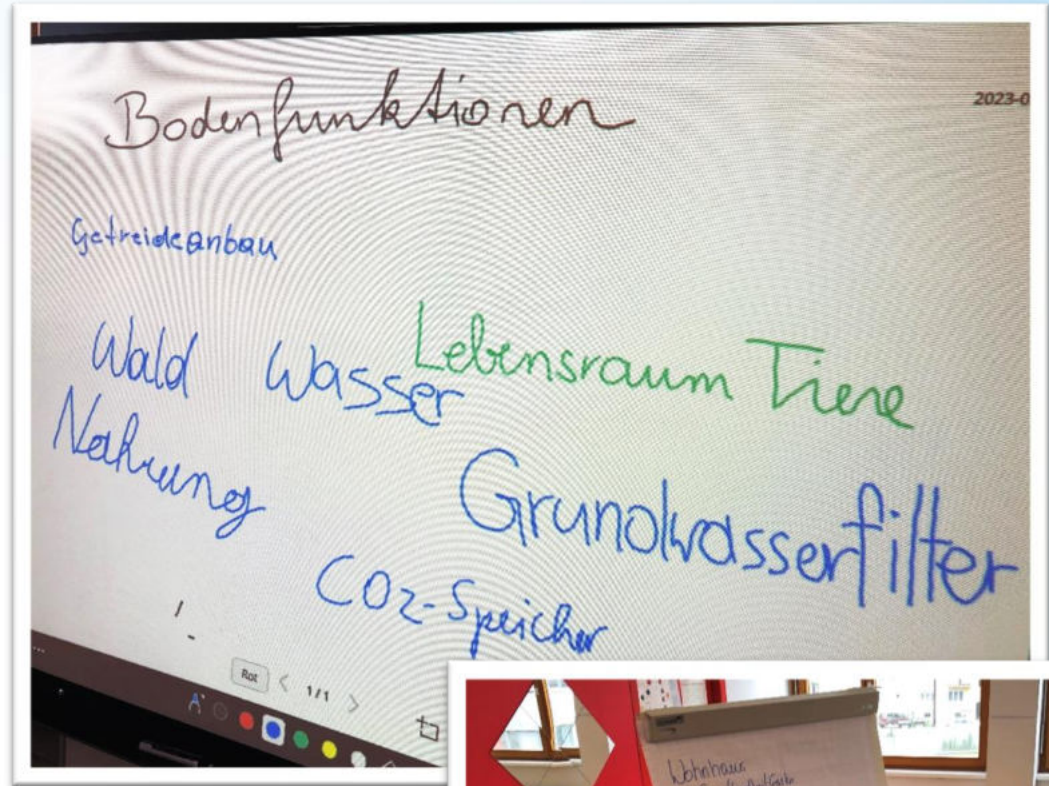 Bodenfunktionen
2023-0
Getreideanbau
Lebensraum Tiere
Wald Wasser
Nahrung
Grundwasserfilter
CO2-Speicher
Rot
1/1
A
Wohnhaus